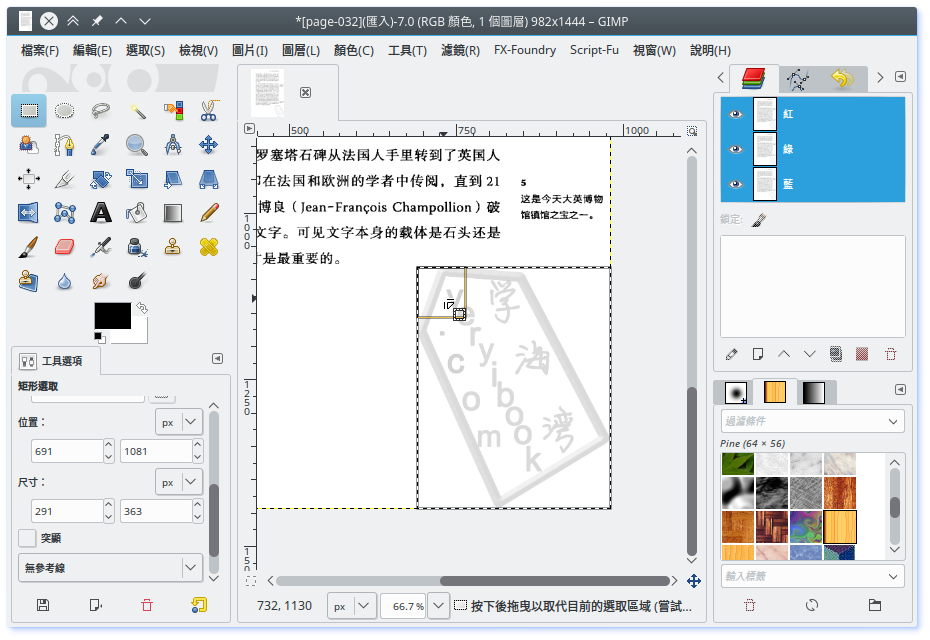 *[page-032](匯入)-7.0 (RGB 顏色, 1 個圖層) 982x1444 – GIMP
檔案(F) 編輯(E) 選取(S) 檢視(V) 圖片(I) 圖層(L) 顏色(C) 工具(T) 濾鏡(R) FX-Foundry Script-Fu 視窗(W) 說明(H)
500 750 1000
罗塞塔石碑从法国人手里转到了英国人
在法国和欧洲的学者中传阅，直到 21
博良（Jean-François Champollion）破
文字。可见文字本身的载体是石头还是
是最重要的。
5
这是今天大英博物
馆镇馆之宝之一。
学
油
湾
veryibook.com
1000
1250
15
工具選項
矩形選取
位置：
px
691
1081
尺寸：
px
291
363
突顯
無參考線
732, 1130
px
66.7%
按下後拖曳以取代目前的選取區域 (嘗試...
紅
綠
藍
鎖定:
過濾條件
Pine (64 × 56)
輸入標籤